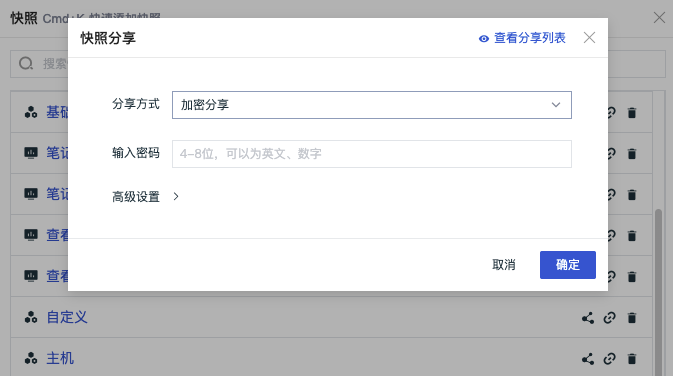 快照 Cmd+K 快速添加快照
快照分享
查看分享列表
搜索
分享方式
加密分享
输入密码
4-8位，可以为英文、数字
高级设置
取消
确定
基础
笔记
笔记
查看
查看
自定义
主机